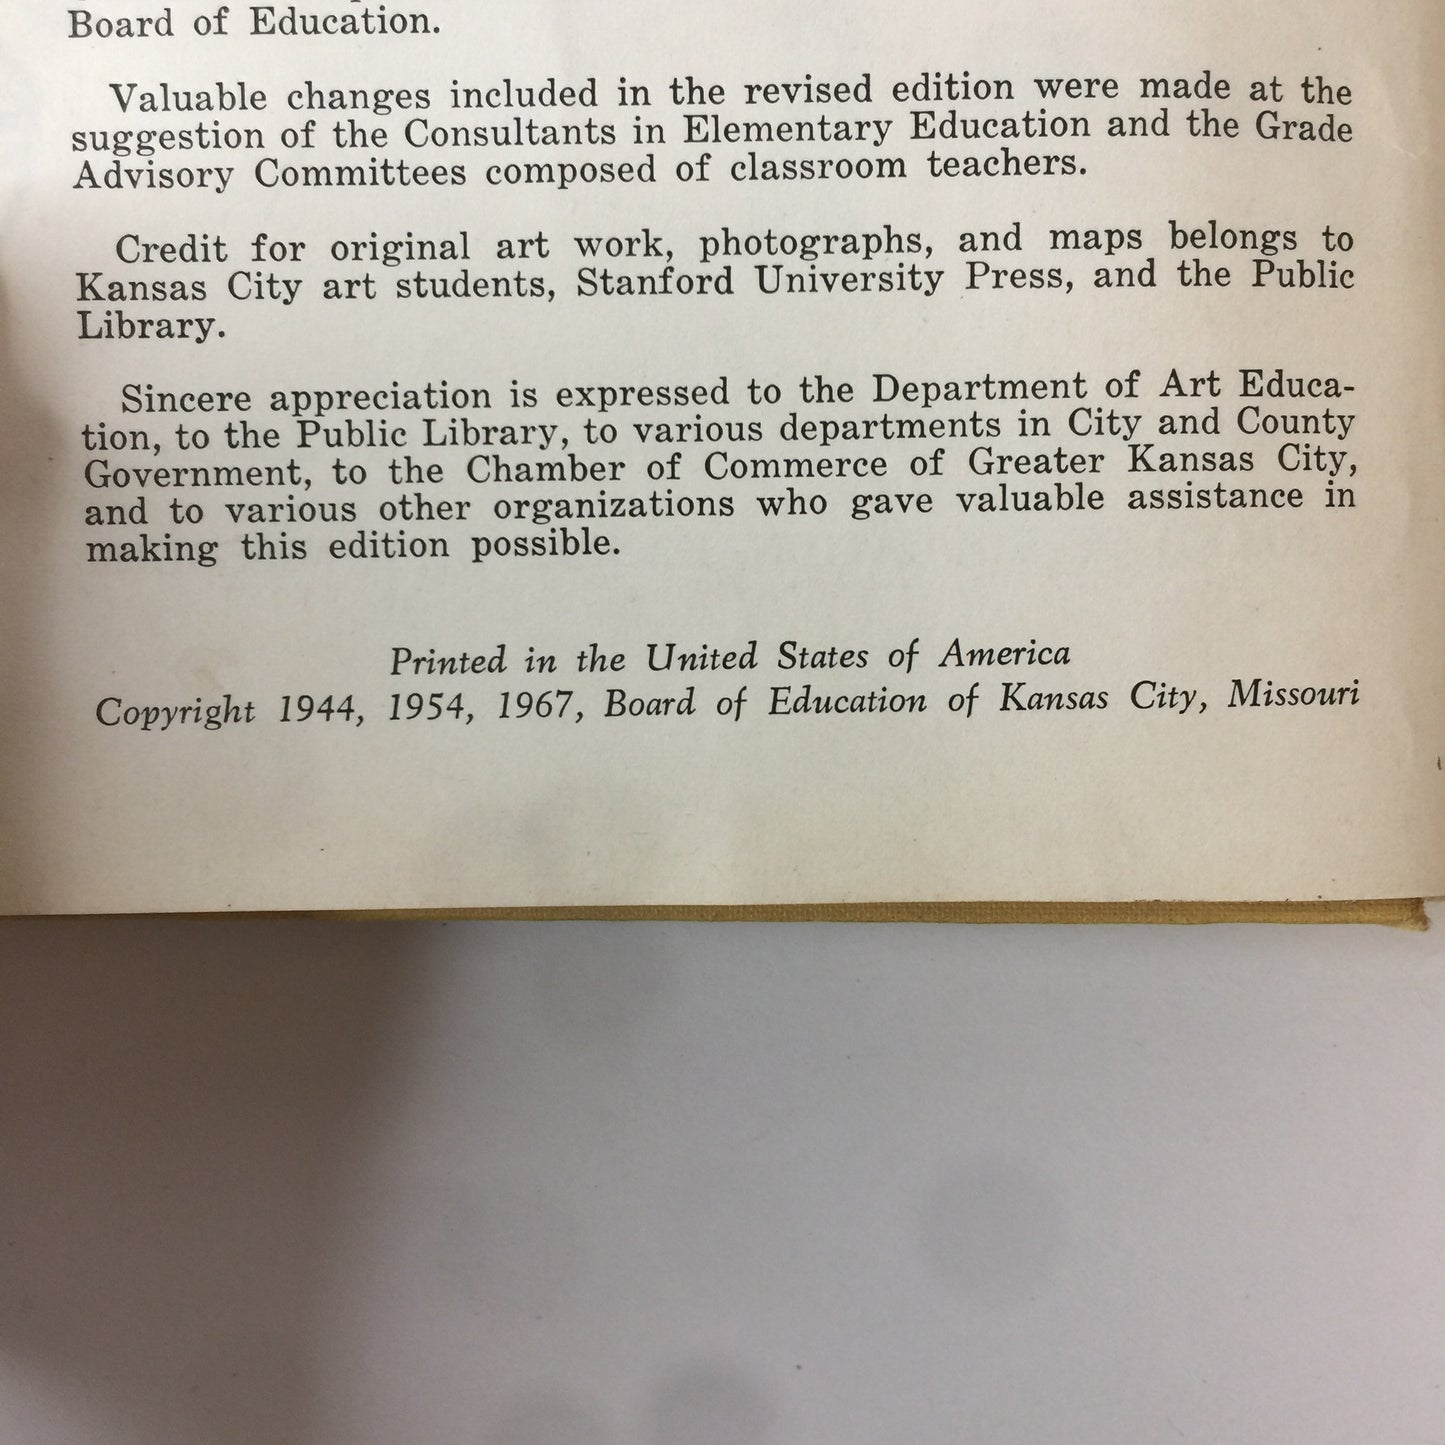 Board of Education.
Valuable changes included in the revised edition were made at the
suggestion of the Consultants in Elementary Education and the Grade
Advisory Committees composed of classroom teachers.
Credit for original art work, photographs, and maps belongs to
Kansas City art students, Stanford University Press, and the Public
Library.
Sincere appreciation is expressed to the Department of Art Educa-
tion, to the Public Library, to various departments in City and County
Government, to the Chamber of Commerce of Greater Kansas City,
and to various other organizations who gave valuable assistance in
making this edition possible.
Printed in the United States of America
Copyright 1944, 1954, 1967, Board of Education of Kansas City, Missouri